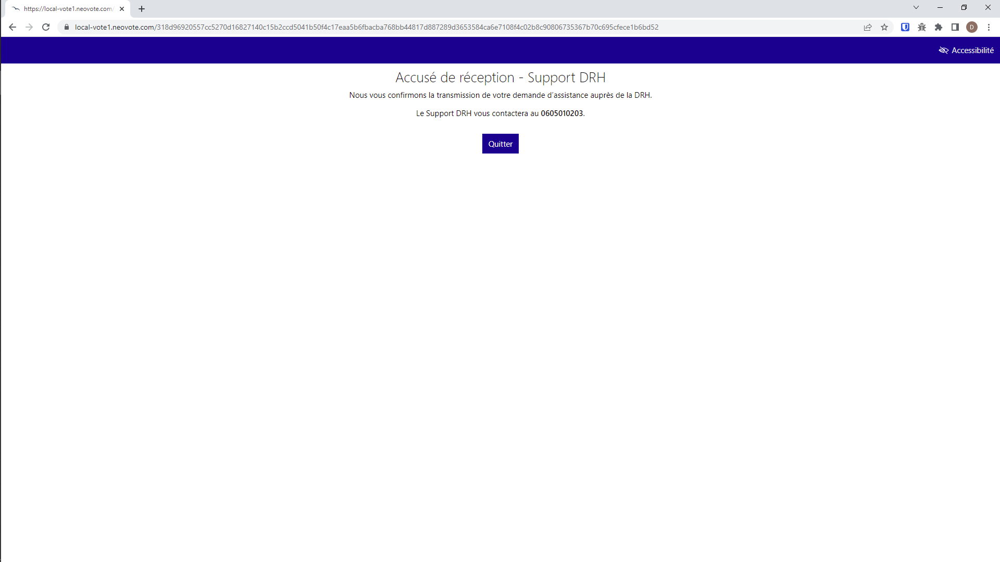 https://local-vote1.neovote.com/
local-vote1.neovote.com/318d96920557cc5270d16827140c15b2ccd5041b50f4c17eaa5b6fbacba768bb44817d887289d3653584ca6e7108f4c02b8c90806735367b70c695cfece1b6bd52
D
Accessibilité
Accusé de réception - Support DRH
Nous vous confirmons la transmission de votre demande d’assistance auprès de la DRH.
Le Support DRH vous contactera au 0605010203.
Quitter